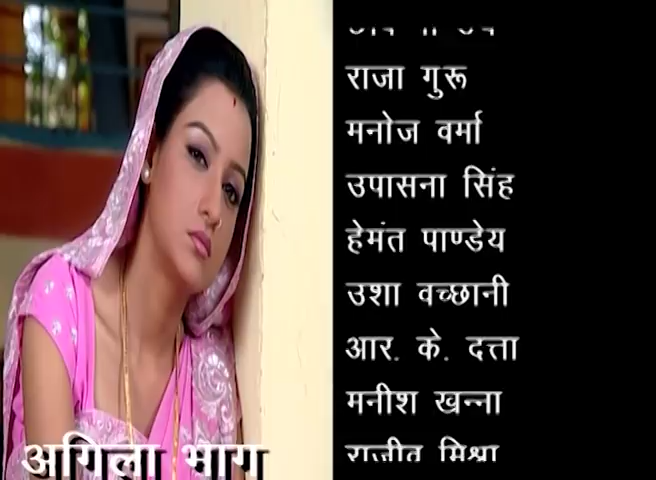 राजा गुरू
मनोज वर्मा
उपासना सिंह
हेमंत पाण्डेय
उशा वच्छानी
आर. के. दत्ता
मनीश खन्ना
राजीव मिश्रा
अगिला भाग